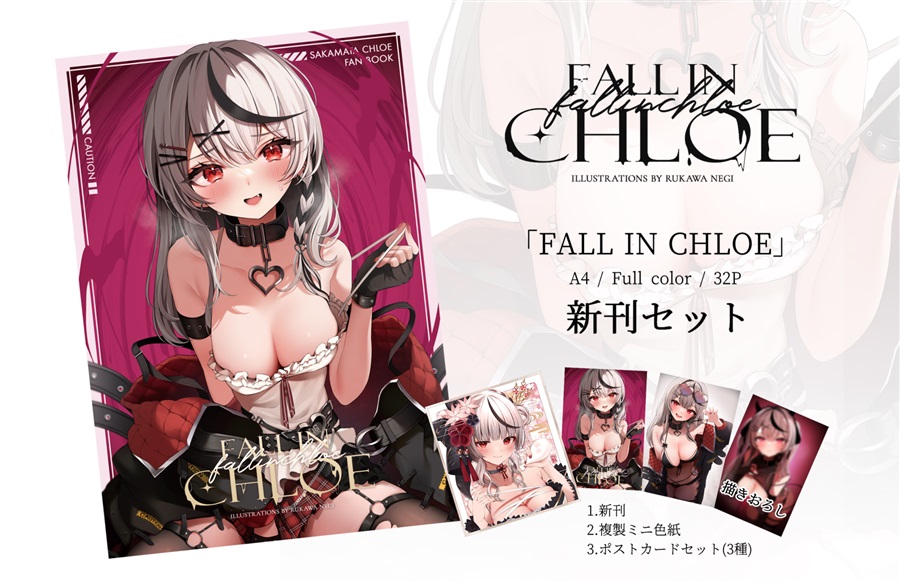 SAKAMATA CHLOE
FAN BOOK
CAUTION
FALL IN
fallinchloe
CHLOE
ILLUSTRATIONS BY RUKAWA NEGI
FALL IN
fallinchloe
CHLOE
ILLUSTRATIONS BY RUKAWA NEGI
「FALL IN CHLOE」
A4 / Full color / 32P
新刊セット
FALL IN
CHLOE
描きおろし
1.新刊
2.複製ミニ色紙
3.ポストカードセット(3種)